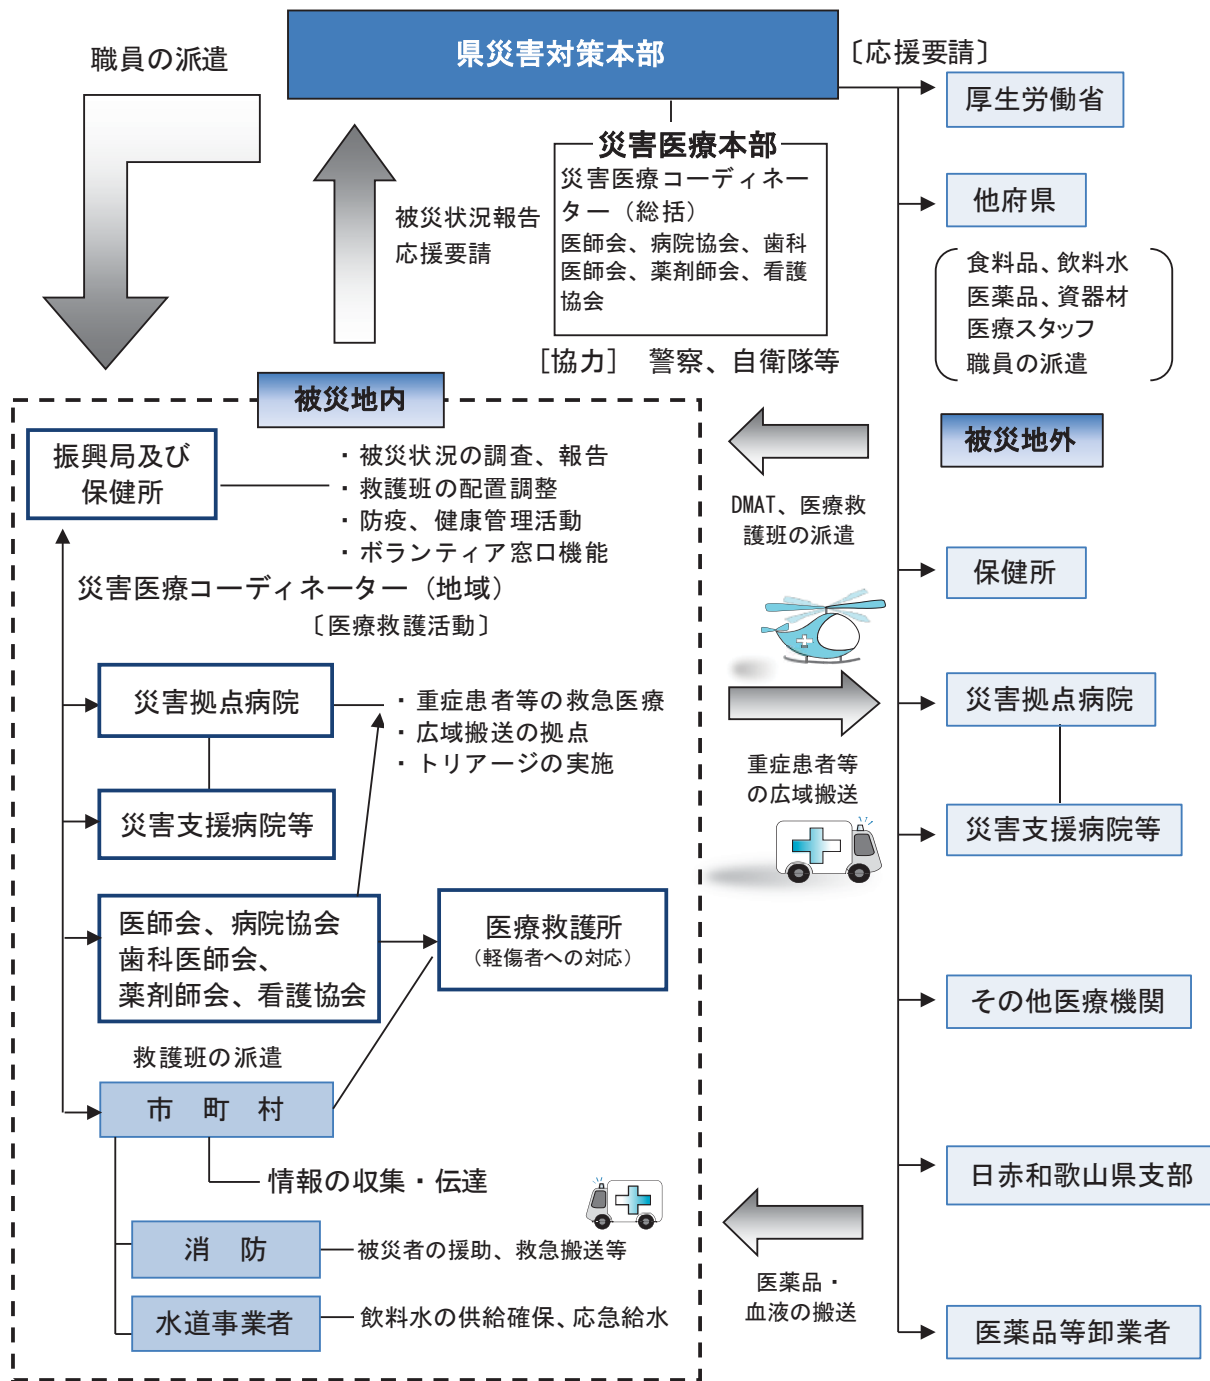 職員の派遣
県災害対策本部
〔応援要請〕
厚生労働省
災害医療本部
災害医療コーディネー
ター（総括）
医師会、病院協会、歯科
医師会、薬剤師会、看護
協会
被災状況報告
応援要請
他府県
食料品、飲料水
医薬品、資器材
医療スタッフ
職員の派遣
［協力］　警察、自衛隊等
被災地内
被災地外
振興局及び
保健所
・被災状況の調査、報告
・救護班の配置調整
・防疫、健康管理活動
・ボランティア窓口機能
DMAT、医療救
護班の派遣
保健所
災害医療コーディネーター（地域）
〔医療救護活動〕
災害拠点病院
・重症患者等の救急医療
・広域搬送の拠点
・トリアージの実施
災害拠点病院
重症患者等
の広域搬送
災害支援病院等
災害支援病院等
医師会、病院協会
歯科医師会、
薬剤師会、看護協会
医療救護所
（軽傷者への対応）
その他医療機関
救護班の派遣
市　町　村
情報の収集・伝達
日赤和歌山県支部
消　防
被災者の援助、救急搬送等
医薬品・
血液の搬送
水道事業者
飲料水の供給確保、応急給水
医薬品等卸業者